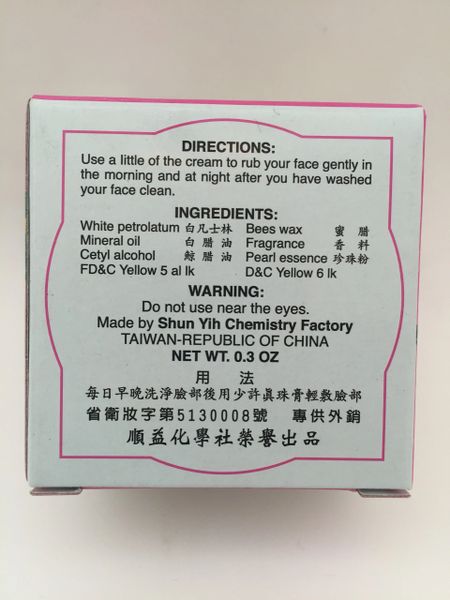 DIRECTIONS:
Use a little of the cream to rub your face gently in
the morning and at night after you have washed
your face clean.
INGREDIENTS:
White petrolatum 白凡士林 Bees wax 蜜腊
Mineral oil 白腊油 Fragrance 香料
Cetyl alcohol 鯨腊油 Pearl essence 珍珠粉
FD&C Yellow 5 al lk D&C Yellow 6 lk
WARNING:
Do not use near the eyes.
Made by Shun Yih Chemistry Factory
TAIWAN-REPUBLIC OF CHINA
NET WT. 0.3 OZ
用法
每日早晚洗淨臉部後用少許眞珠膏輕敷臉部
省衛妝字第5130008號 專供外銷
順益化學社榮譽出品